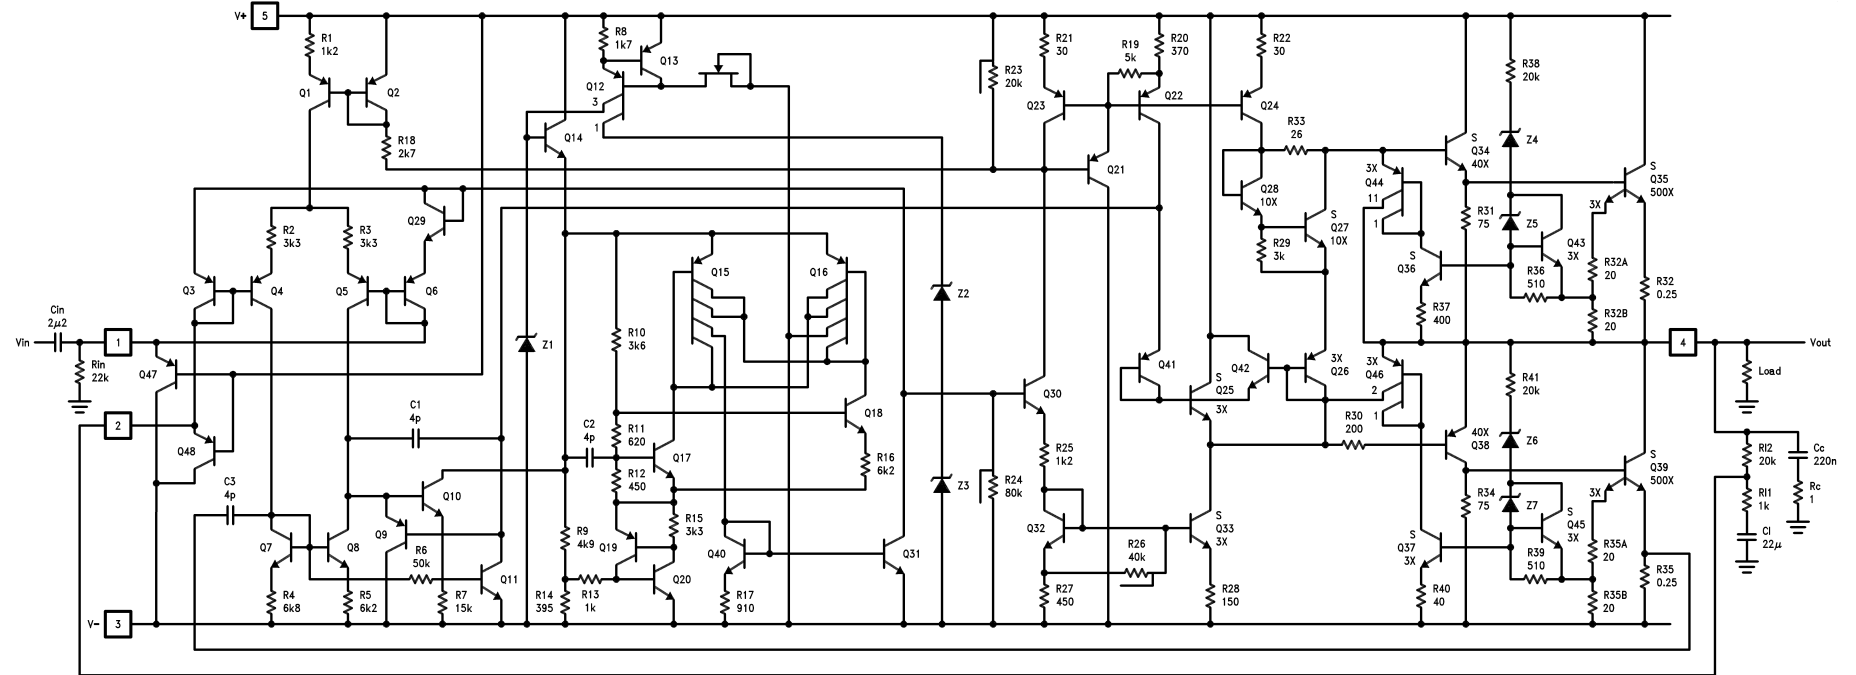 V+
5
R1
1k2
Q1
Q2
R18
2k7
R8
1k7
Q13
Q12
3
1
Q14
R23
20k
R21
30
Q23
R19
5k
R20
370
Q22
Q21
R22
30
Q24
R33
26
Q28
10X
R29
3k
S
Q27
10X
3X
Q44
11
1
S
Q34
40X
R31
75
S
Q36
R37
400
R38
20k
Z4
Z5
Q43
3X
R36
510
S
Q35
500X
3X
R32A
20
R32B
20
R32
0.25
Q29
R2
3k3
R3
3k3
Q3
Q4
Q5
Q6
Cin
2µ2
Vin
1
Rin
22k
Q47
2
Q48
C1
4p
C3
4p
Q7
Q8
Q9
Q10
R6
50k
Q11
R4
6k8
R5
6k2
R7
15k
V-
3
Z1
R10
3k6
Q15
Q16
Q18
C2
4p
R11
620
R12
450
Q17
R16
6k2
R9
4k9
Q19
R15
3k3
R14
395
R13
1k
Q20
Q40
R17
910
Q31
Z2
Z3
R24
80k
Q30
R25
1k2
Q32
R26
40k
R27
450
Q41
S
Q25
3X
Q42
3X
Q26
S
Q33
3X
R28
150
R30
200
3X
Q46
2
1
40X
Q38
R34
75
S
Q37
3X
R40
40
R41
20k
Z6
Z7
S
Q45
3X
R39
510
S
Q39
500X
3X
R35A
20
R35B
20
R35
0.25
4
Vout
Load
Rl2
20k
Cc
220n
Rl1
1k
Rc
1
Cl
22µ